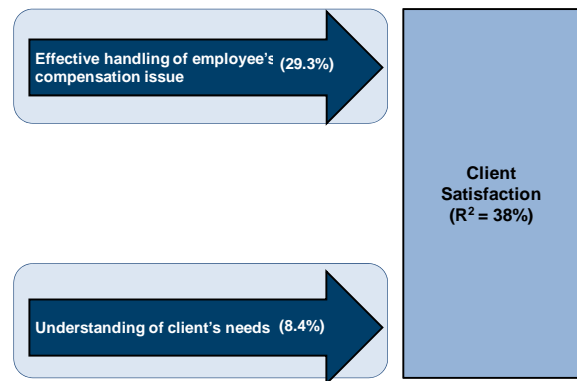 Effective handling of employee's (29.3%)
compensation issue
Client
Satisfaction
(R² = 38%)
Understanding of client's needs (8.4%)